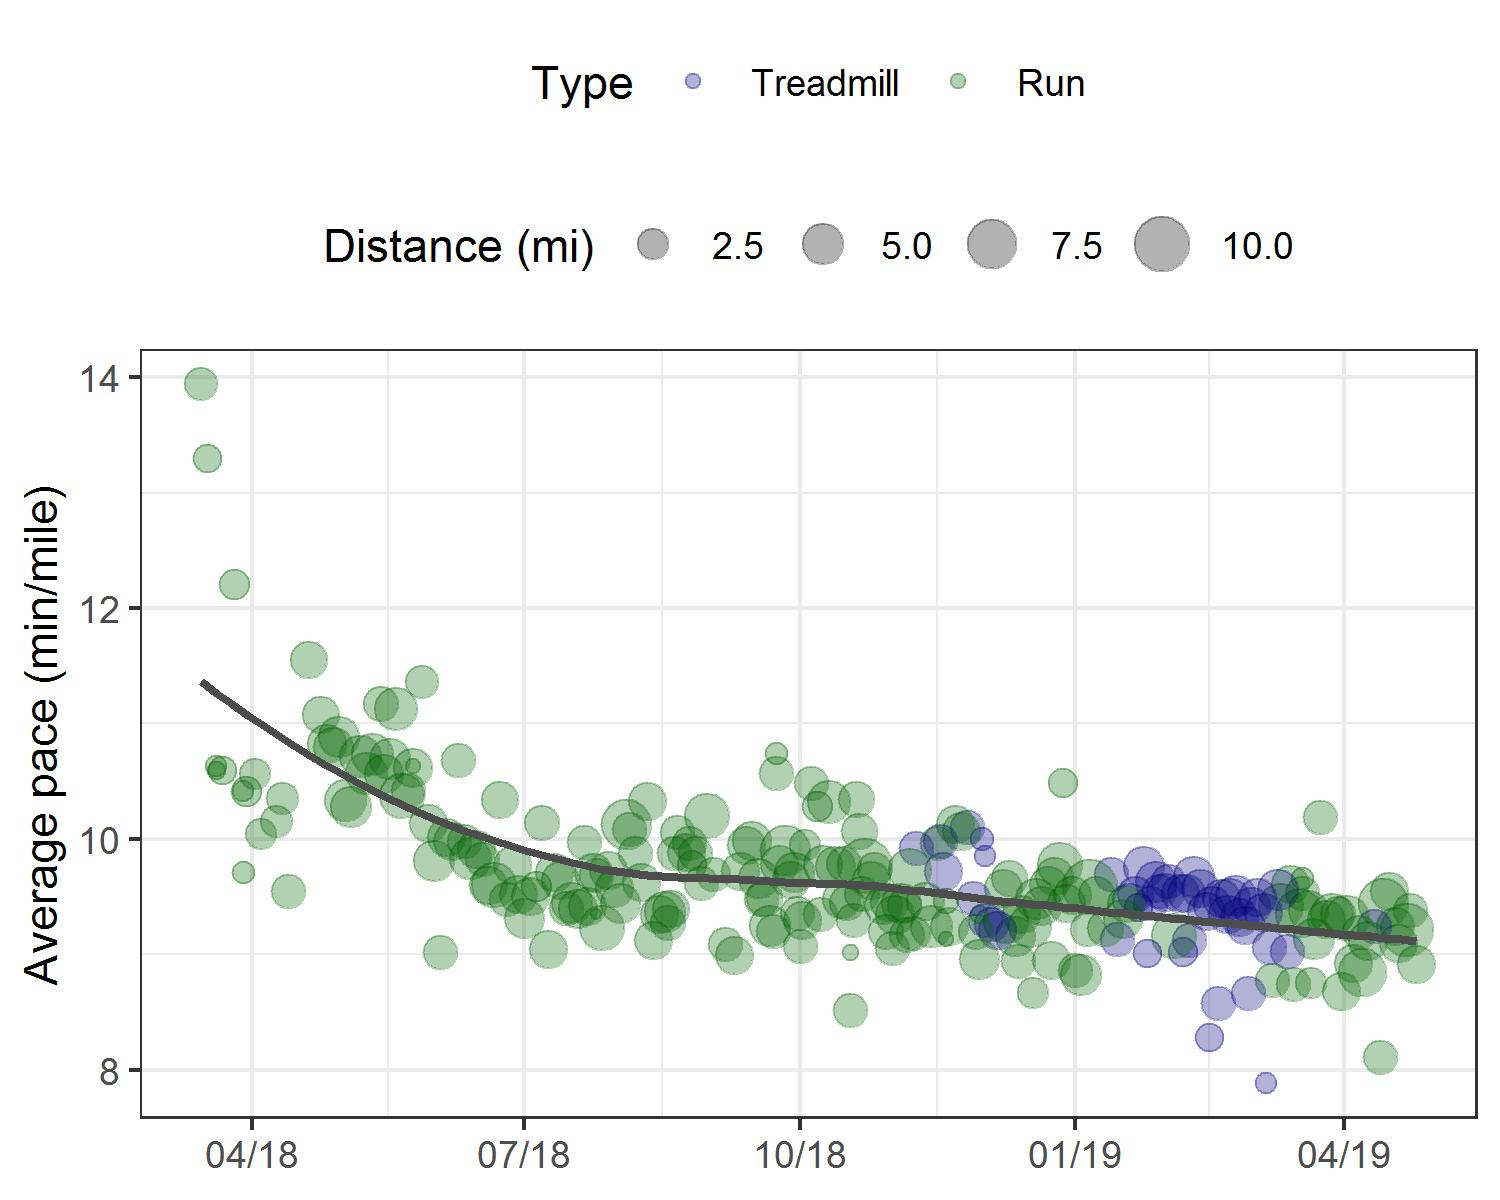 Type Treadmill Run
Distance (mi) 2.5 5.0 7.5 10.0
Average pace (min/mile)
14
12
10
8
04/18 07/18 10/18 01/19 04/19